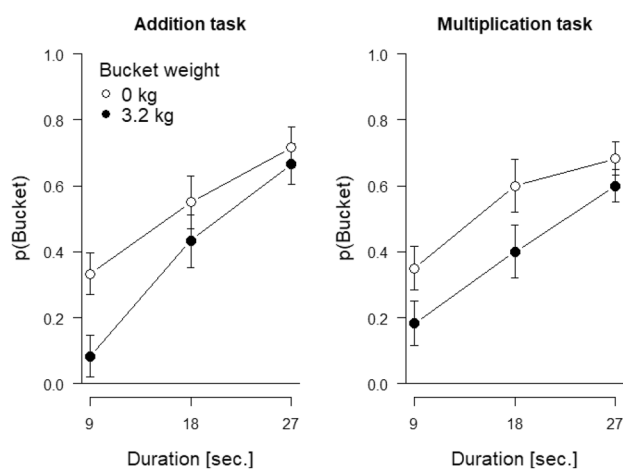 Addition task
p(Bucket)
1.0
0.8
0.6
0.4
0.2
0.0
Bucket weight
0 kg
3.2 kg
9 18 27
Duration [sec.]
Multiplication task
p(Bucket)
1.0
0.8
0.6
0.4
0.2
0.0
9 18 27
Duration [sec.]